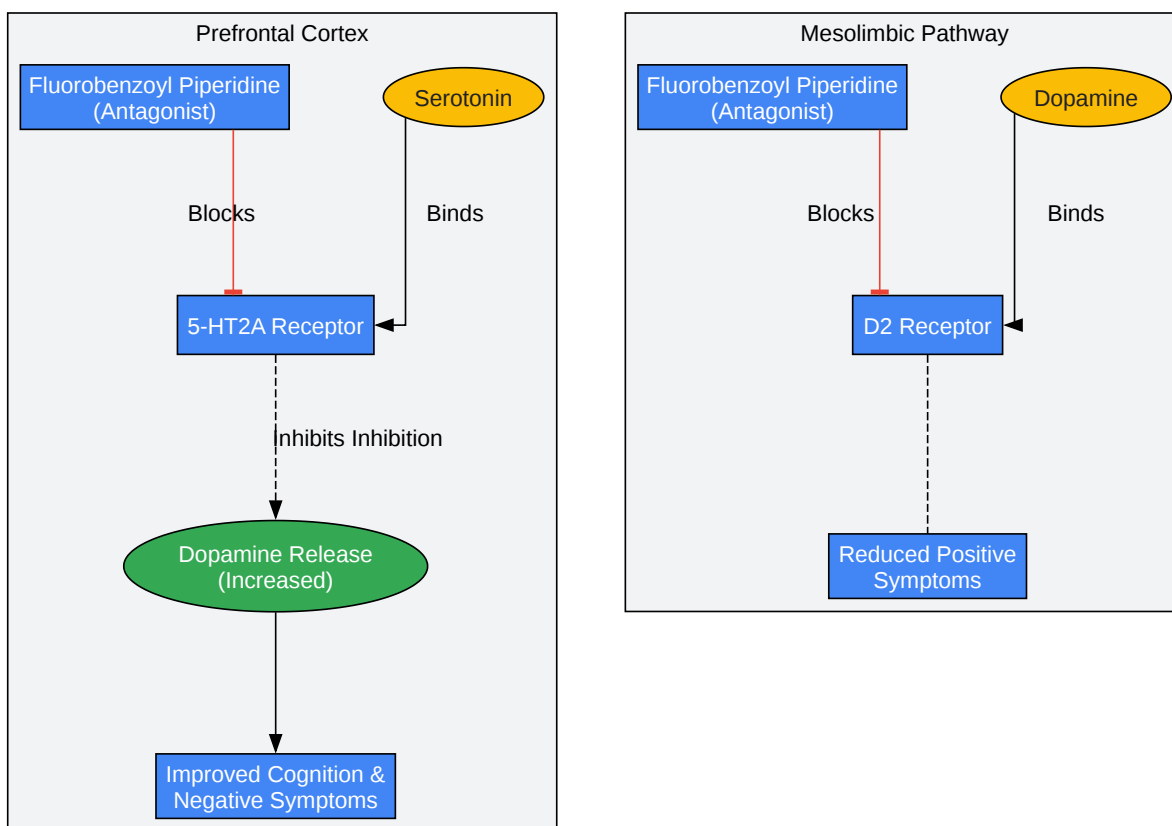 Prefrontal Cortex
Fluorobenzoyl Piperidine
(Antagonist)
Serotonin
Blocks
Binds
5-HT2A Receptor
Inhibits Inhibition
Dopamine Release
(Increased)
Improved Cognition &
Negative Symptoms
Mesolimbic Pathway
Fluorobenzoyl Piperidine
(Antagonist)
Dopamine
Blocks
Binds
D2 Receptor
Reduced Positive
Symptoms